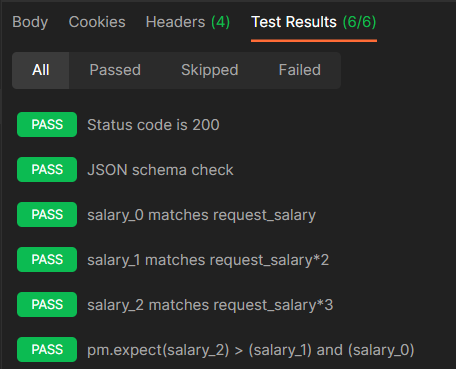 Body Cookies Headers (4) Test Results (6/6)
All Passed Skipped Failed
PASS Status code is 200
PASS JSON schema check
PASS salary_0 matches request_salary
PASS salary_1 matches request_salary*2
PASS salary_2 matches request_salary*3
PASS pm.expect(salary_2) > (salary_1) and (salary_0)